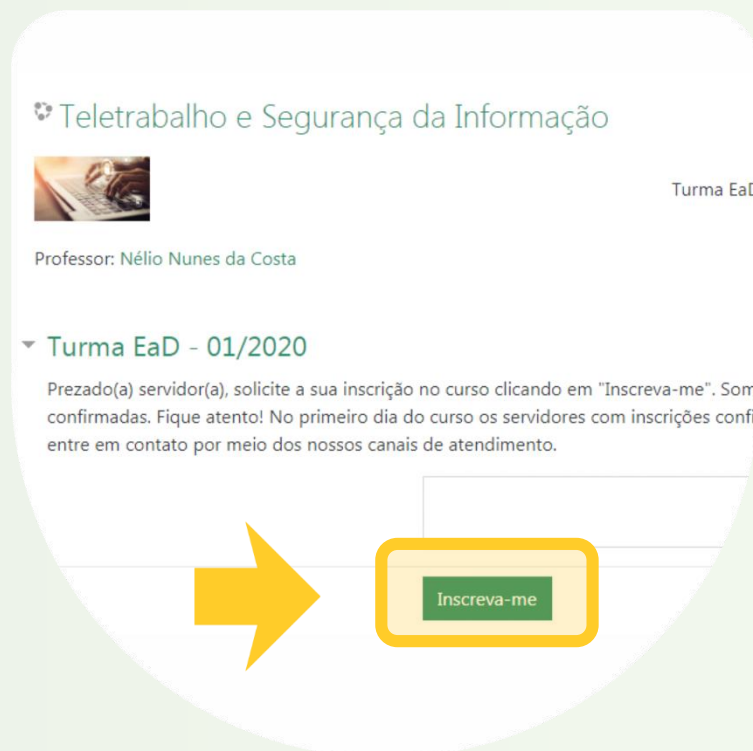 Teletrabalho e Segurança da Informação
Turma EaD
Professor: Nélio Nunes da Costa
Turma EaD - 01/2020
Prezado(a) servidor(a), solicite a sua inscrição no curso clicando em "Inscreva-me".
confirmadas. Fique atento! No primeiro dia do curso os servidores com inscrições
entre em contato por meio dos nossos canais de atendimento.
Inscreva-me